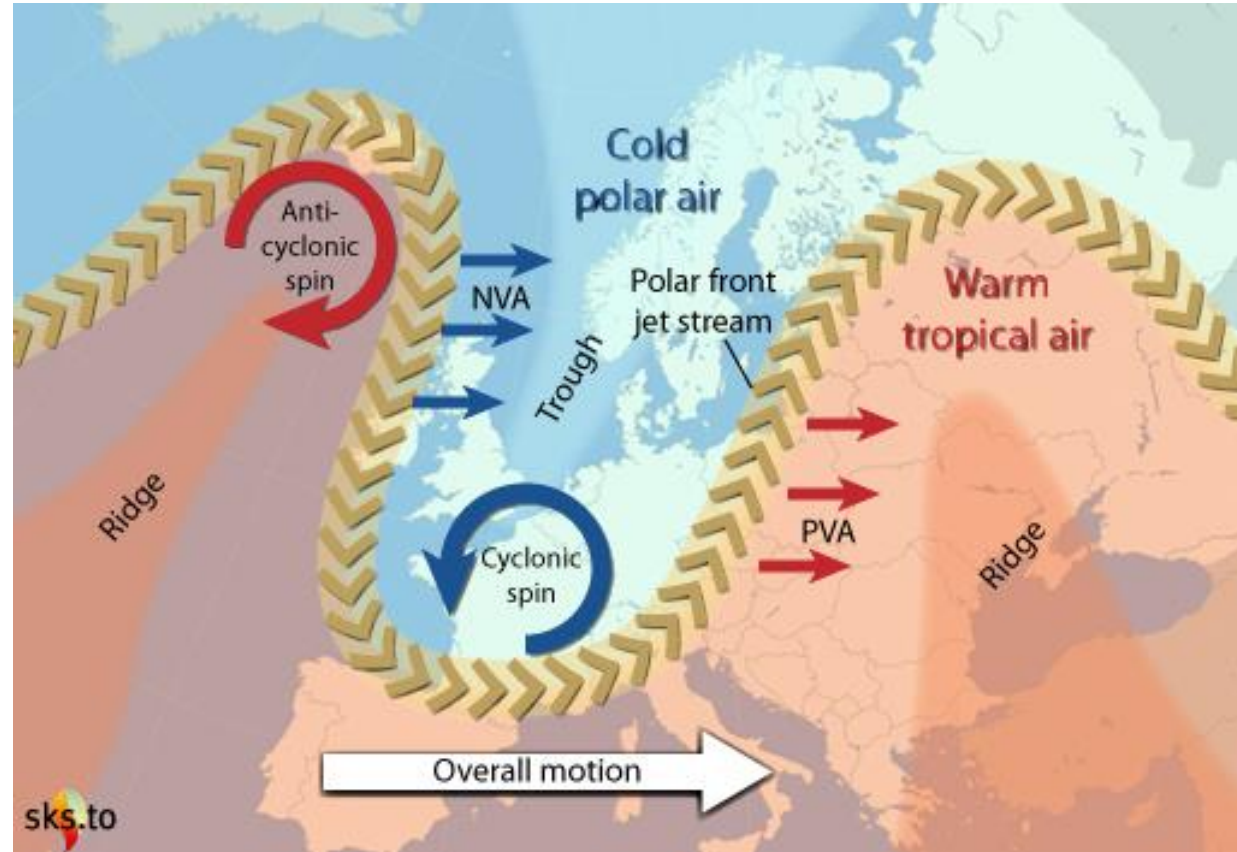 Cold
polar air
Anti-
cyclonic
spin
NVA
Polar front
jet stream
Warm
tropical air
Trough
Ridge
PVA
Cyclonic
spin
Ridge
Overall motion
sks.to